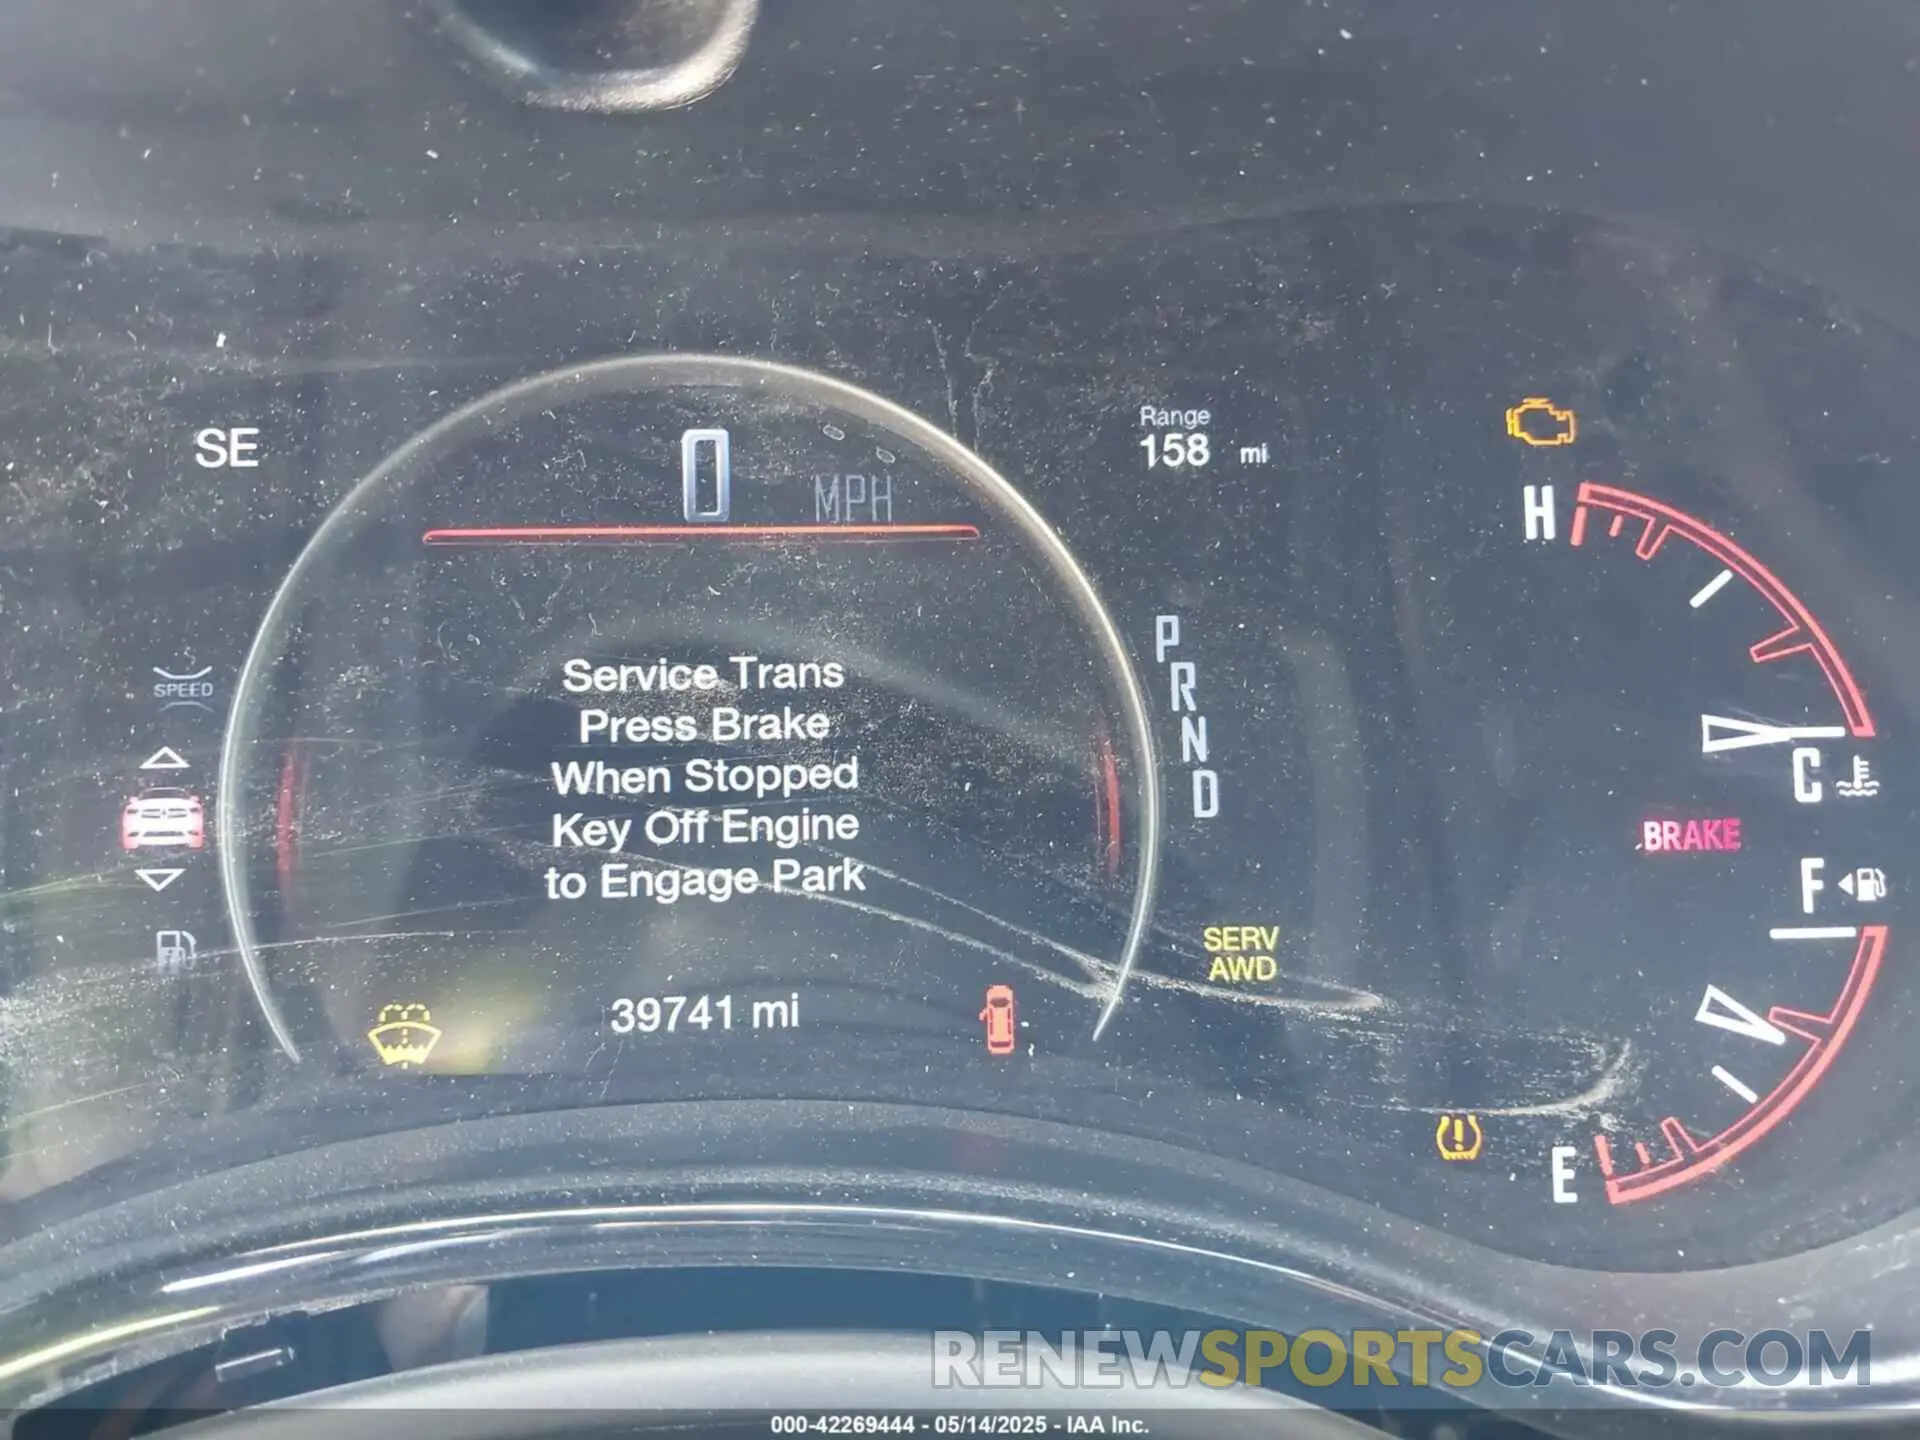 SE
0 MPH
Range
158 mi
H
SPEED
P
R
N
D
Service Trans
Press Brake
When Stopped
Key Off Engine
to Engage Park
C
BRAKE
F
SERV
AWD
39741 mi
E
RENEWSPORTSCARS.COM
000-42269444 - 05/14/2025 - IAA Inc.